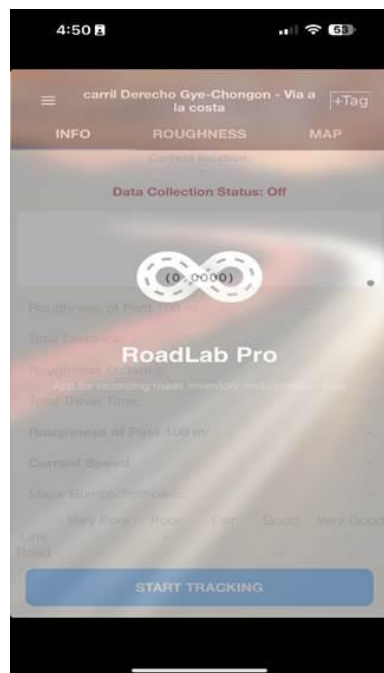 4:50
53
carril Derecho Gye-Chongon - Via a
la costa
+Tag
INFO ROUGHNESS MAP
Current location:
Data Collection Status: Off
(0.0000)
Roughness of Past 100 m:
Total Distance:
RoadLab Pro
Roughness Distance:
App for recording roads inventory and condition data
Total Travel Time:
Roughness of Past 100 m:
Current Speed
Major Bumps/Potholes:
Very Poor Poor Fair Good Very Good
Link
Road
START TRACKING